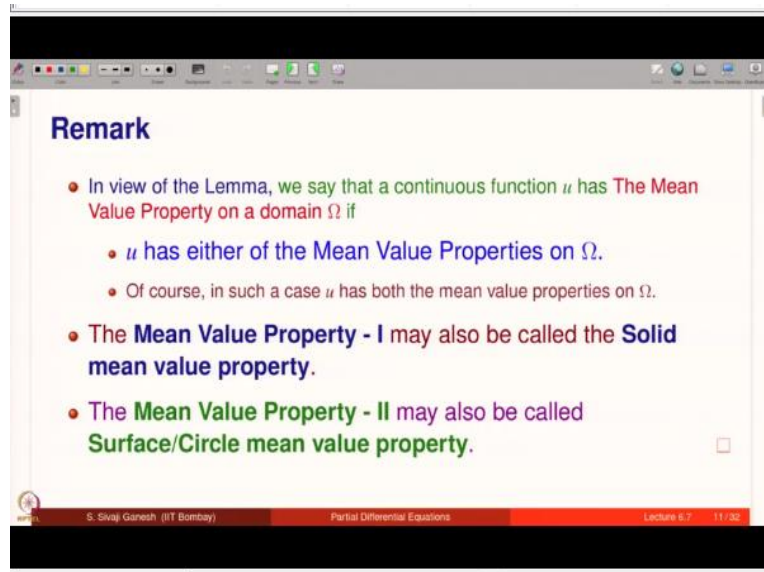 Remark
In view of the Lemma, we say that a continuous function u has The Mean
Value Property on a domain Ω if
u has either of the Mean Value Properties on Ω.
Of course, in such a case u has both the mean value properties on Ω.
The Mean Value Property - I may also be called the Solid
mean value property.
The Mean Value Property - II may also be called
Surface/Circle mean value property.
S. Sivaji Ganesh (IIT Bombay) Partial Differential Equations Lecture 6.7 11/32